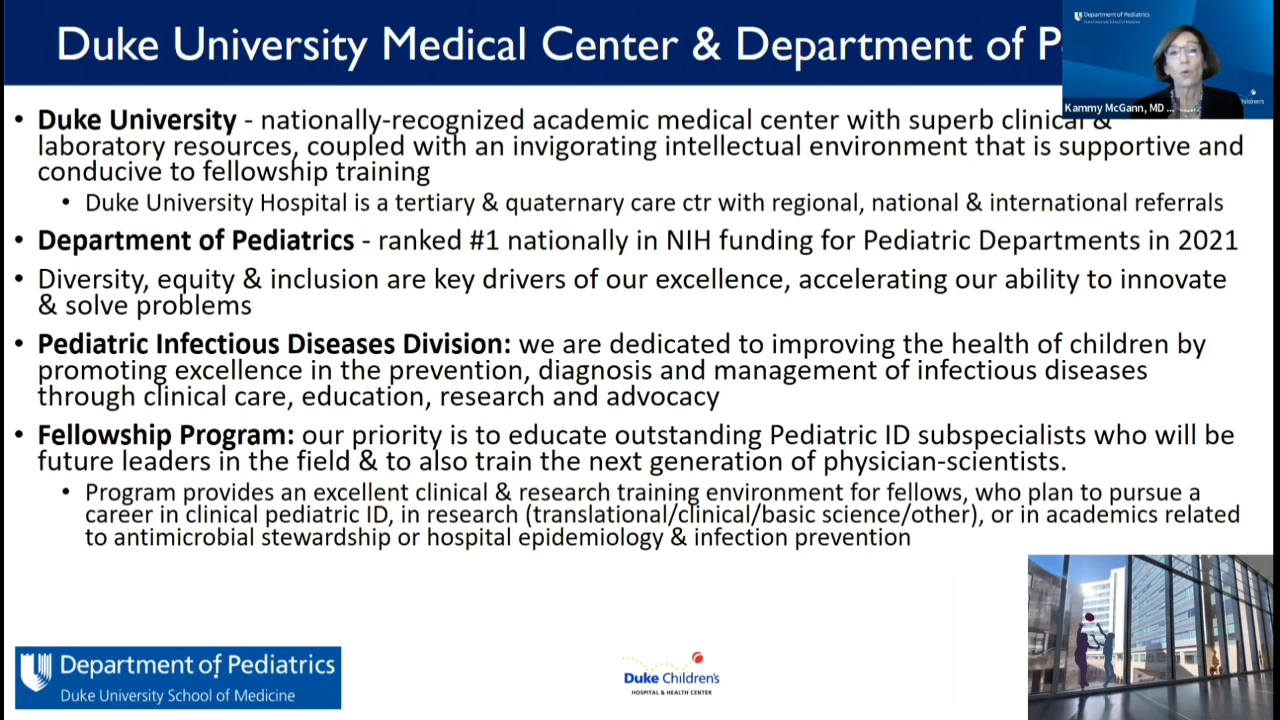 Duke University Medical Center & Department of P
Department of Pediatrics
Duke University School of Medicine
Kammy McGann, MD ...
• Duke University - nationally-recognized academic medical center with superb clinical &
laboratory resources, coupled with an invigorating intellectual environment that is supportive and
conducive to fellowship training
• Duke University Hospital is a tertiary & quaternary care ctr with regional, national & international referrals
• Department of Pediatrics - ranked #1 nationally in NIH funding for Pediatric Departments in 2021
• Diversity, equity & inclusion are key drivers of our excellence, accelerating our ability to innovate
& solve problems
• Pediatric Infectious Diseases Division: we are dedicated to improving the health of children by
promoting excellence in the prevention, diagnosis and management of infectious diseases
through clinical care, education, research and advocacy
• Fellowship Program: our priority is to educate outstanding Pediatric ID subspecialists who will be
future leaders in the field & to also train the next generation of physician-scientists.
• Program provides an excellent clinical & research training environment for fellows, who plan to pursue a
career in clinical pediatric ID, in research (translational/clinical/basic science/other), or in academics related
to antimicrobial stewardship or hospital epidemiology & infection prevention
Department of Pediatrics
Duke University School of Medicine
Duke Children's
HOSPITAL & HEALTH CENTER